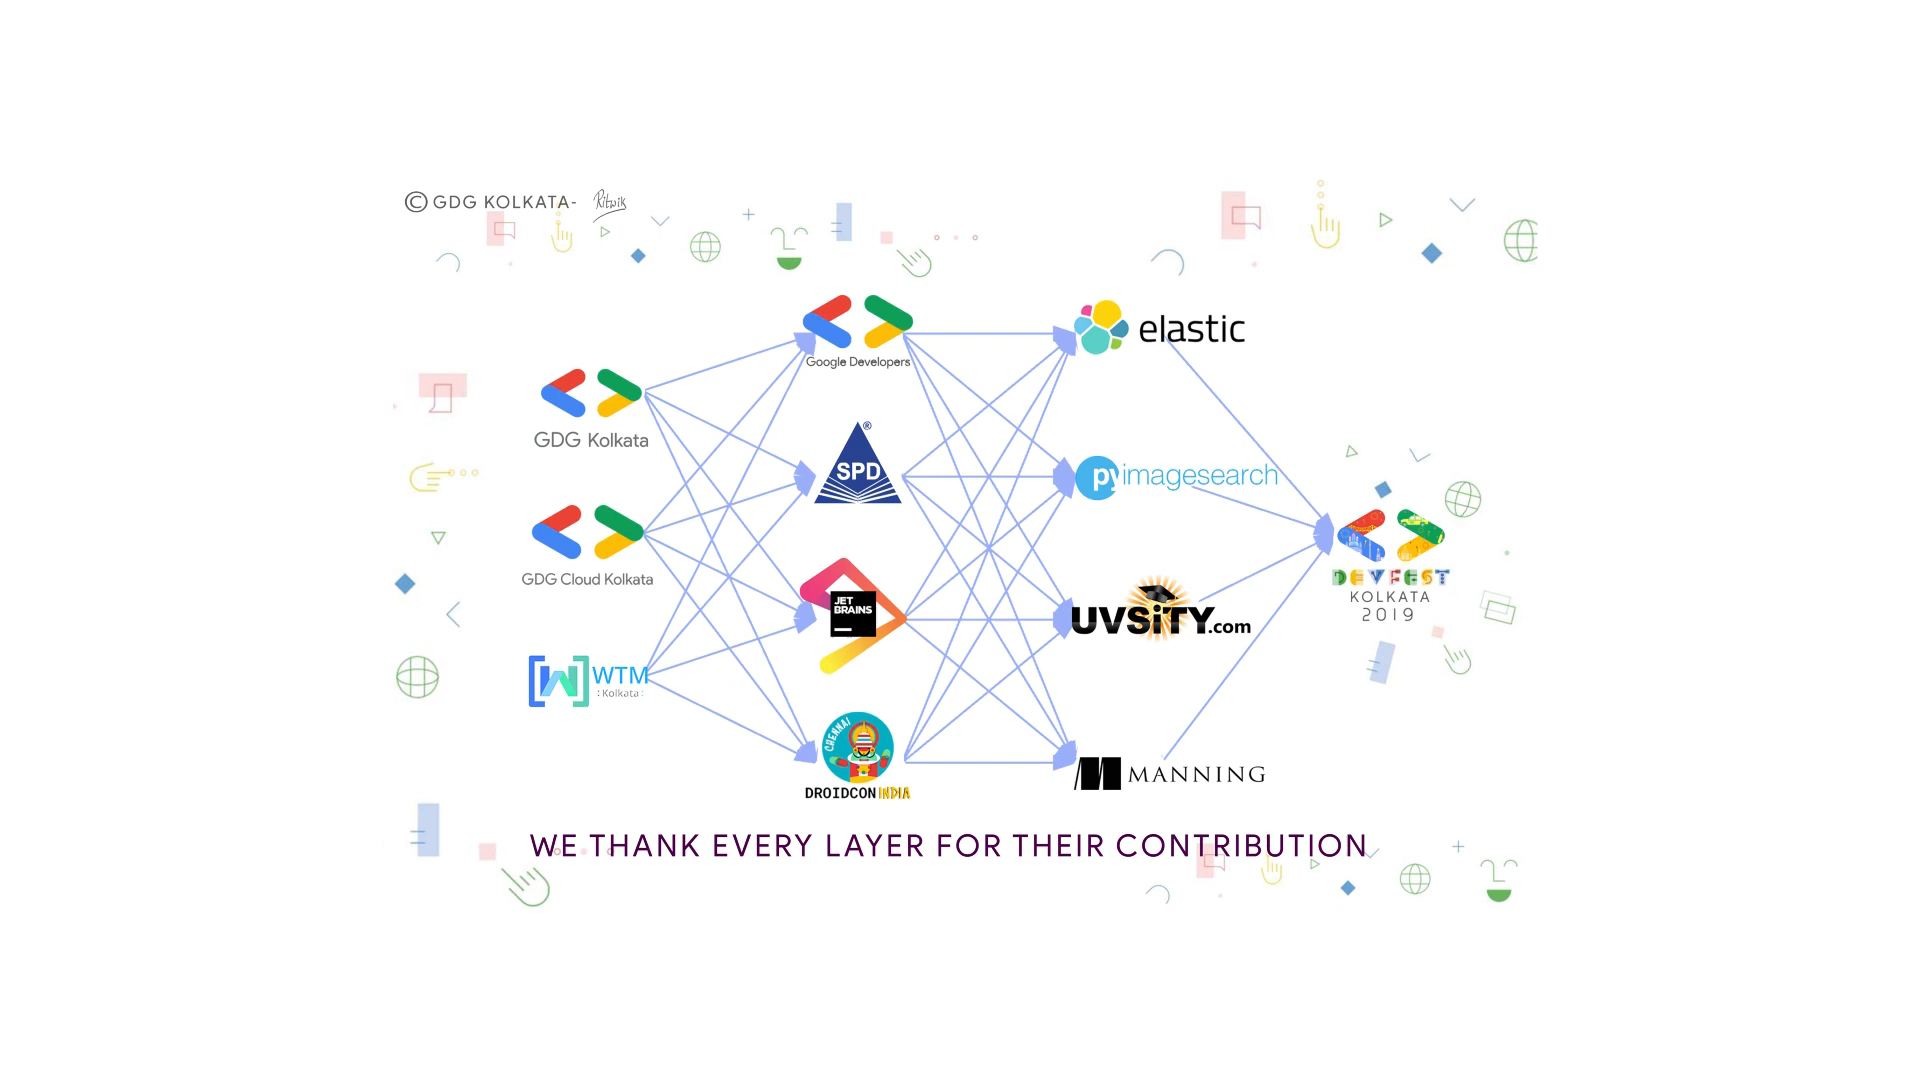 © GDG KOLKATA- Ritwik
Google Developers
elastic
GDG Kolkata
SPD®
pyimagesearch
GDG Cloud Kolkata
DEVFEST
KOLKATA
2019
JET
BRAINS
UVSiTY.com
WTM
:Kolkata:
CHENNAI
DROIDCON INDIA
MANNING
WE THANK EVERY LAYER FOR THEIR CONTRIBUTION